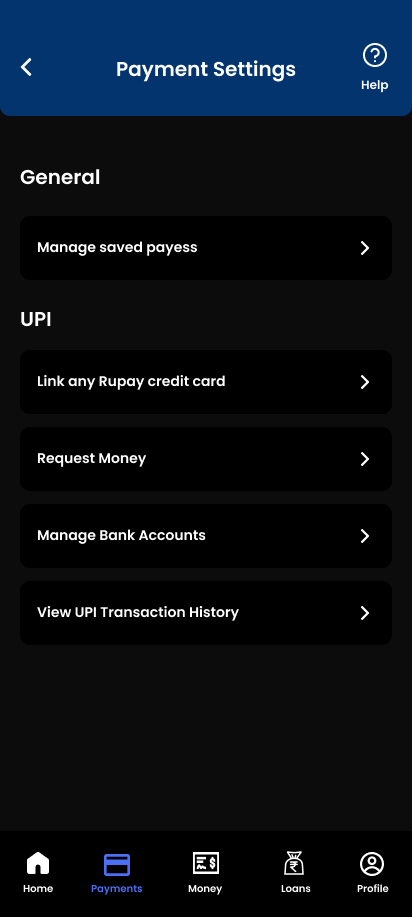 Payment Settings
Help
General
Manage saved payess
UPI
Link any Rupay credit card
Request Money
Manage Bank Accounts
View UPI Transaction History
Home
Payments
Money
Loans
Profile